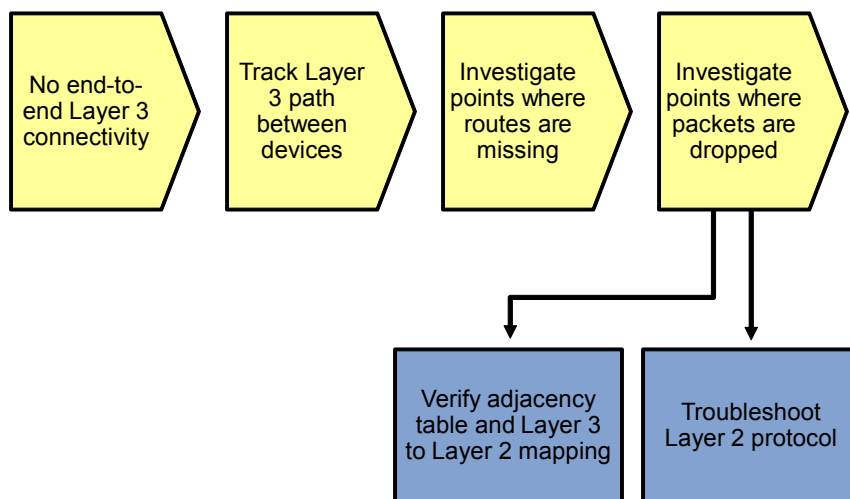 No end-to-
end Layer 3
connectivity
Track Layer
3 path
between
devices
Investigate
points where
routes are
missing
Investigate
points where
packets are
dropped
Verify adjacency
table and Layer 3
to Layer 2 mapping
Troubleshoot
Layer 2 protocol